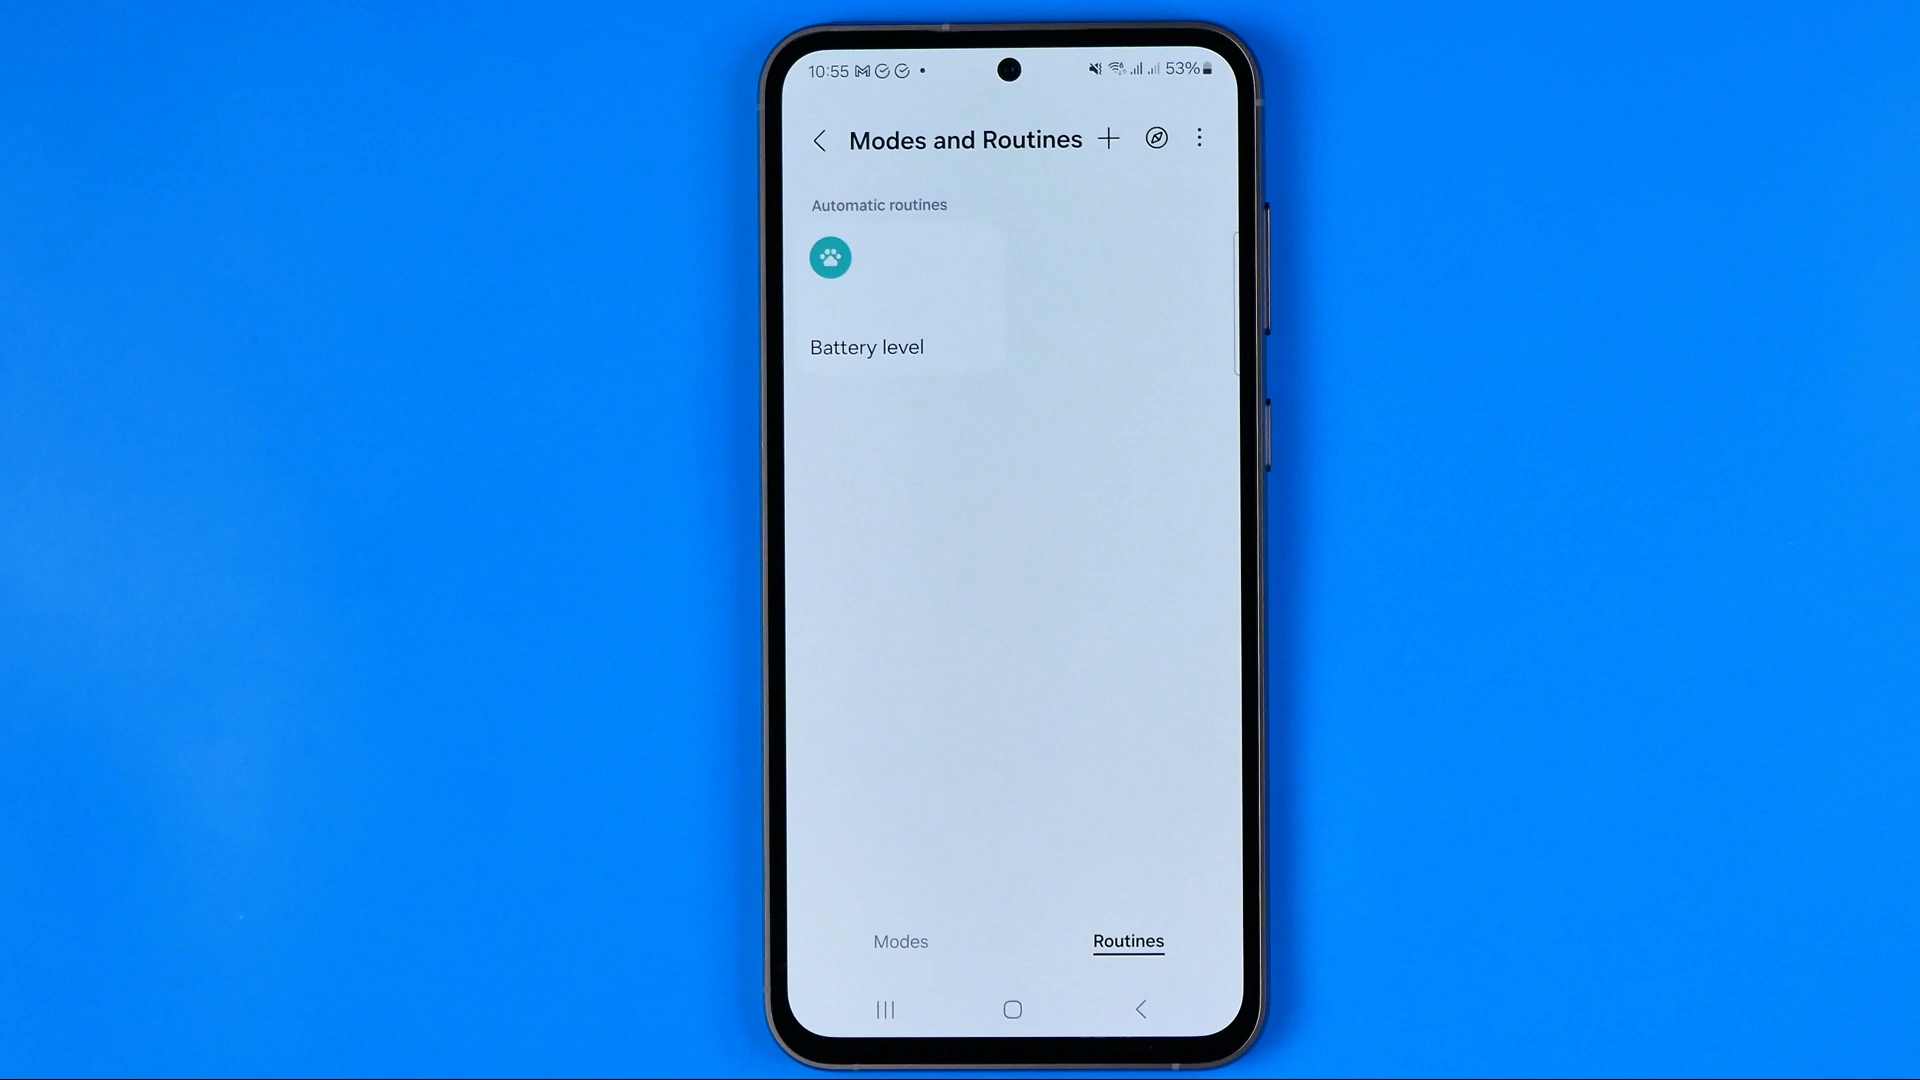 10:55 53%
Modes and Routines
Automatic routines
Battery level
Modes Routines